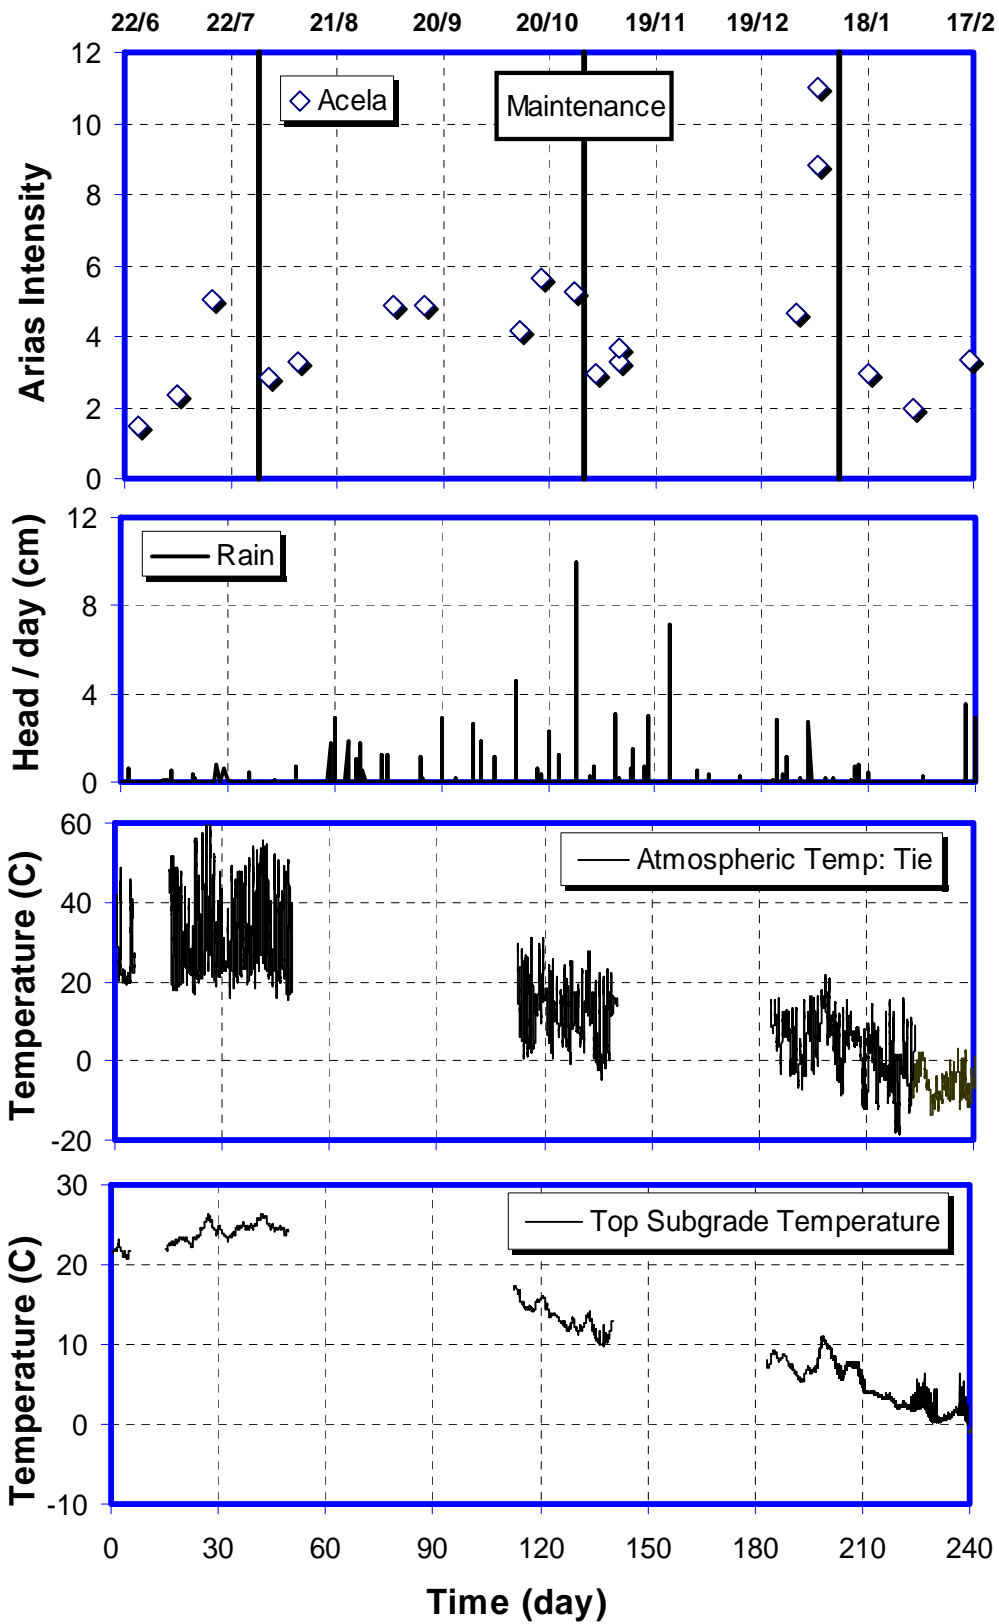 22/6 22/7 21/8 20/9 20/10 19/11 19/12 18/1 17/2
12
Acela
Maintenance
10
8
6
4
2
0
Arias Intensity
12
Rain
8
4
0
Head / day (cm)
60
Atmospheric Temp: Tie
40
20
0
-20
Temperature (C)
30
Top Subgrade Temperature
20
10
0
-10
Temperature (C)
0 30 60 90 120 150 180 210 240
Time (day)